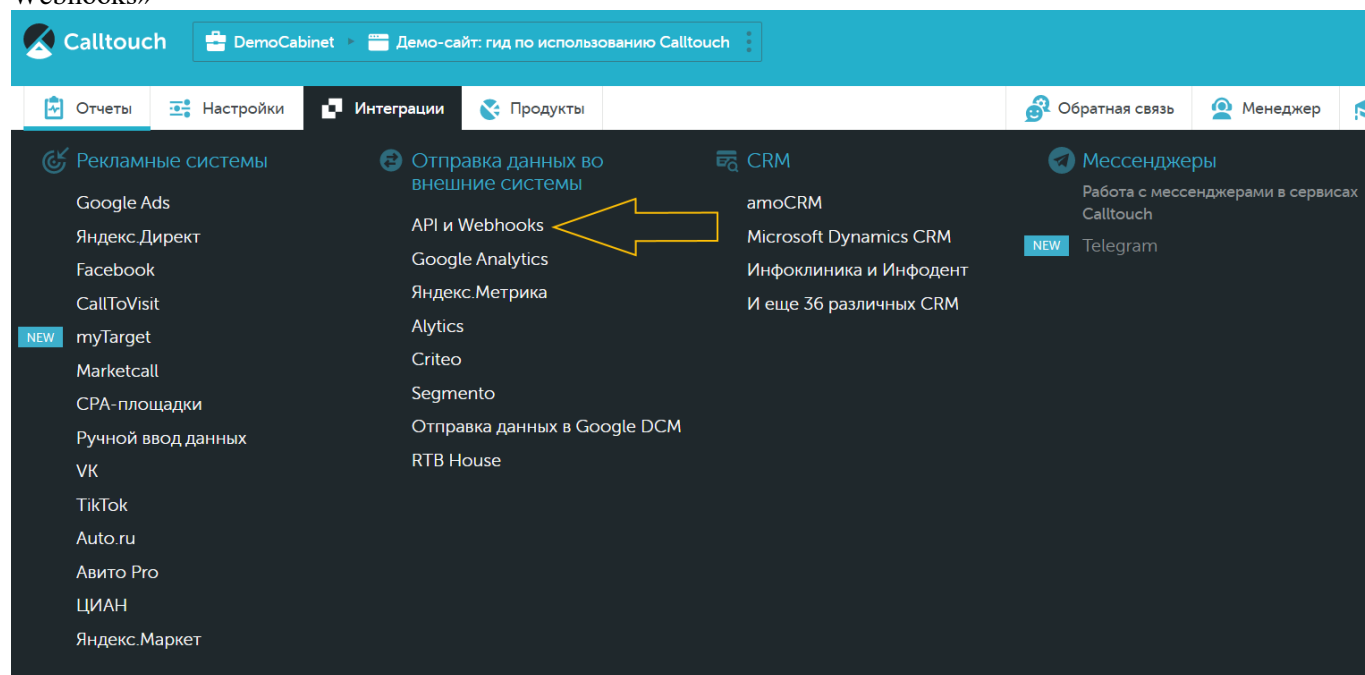 Webhooks»
Calltouch
DemoCabinet
Демо-сайт: гид по использованию Calltouch
Отчеты
Настройки
Интеграции
Продукты
Обратная связь
Менеджер
Рекламные системы
Google Ads
Яндекс.Директ
Facebook
CallToVisit
NEW myTarget
Marketcall
CPA-площадки
Ручной ввод данных
VK
TikTok
Auto.ru
Авито Pro
ЦИАН
Яндекс.Маркет
Отправка данных во
внешние системы
API и Webhooks
Google Analytics
Яндекс.Метрика
Alytics
Criteo
Segmento
Отправка данных в Google DCM
RTB House
CRM
amoCRM
Microsoft Dynamics CRM
Инфоклиника и Инфодент
И еще 36 различных CRM
Мессенджеры
Работа с мессенджерами в сервисах
Calltouch
NEW Telegram